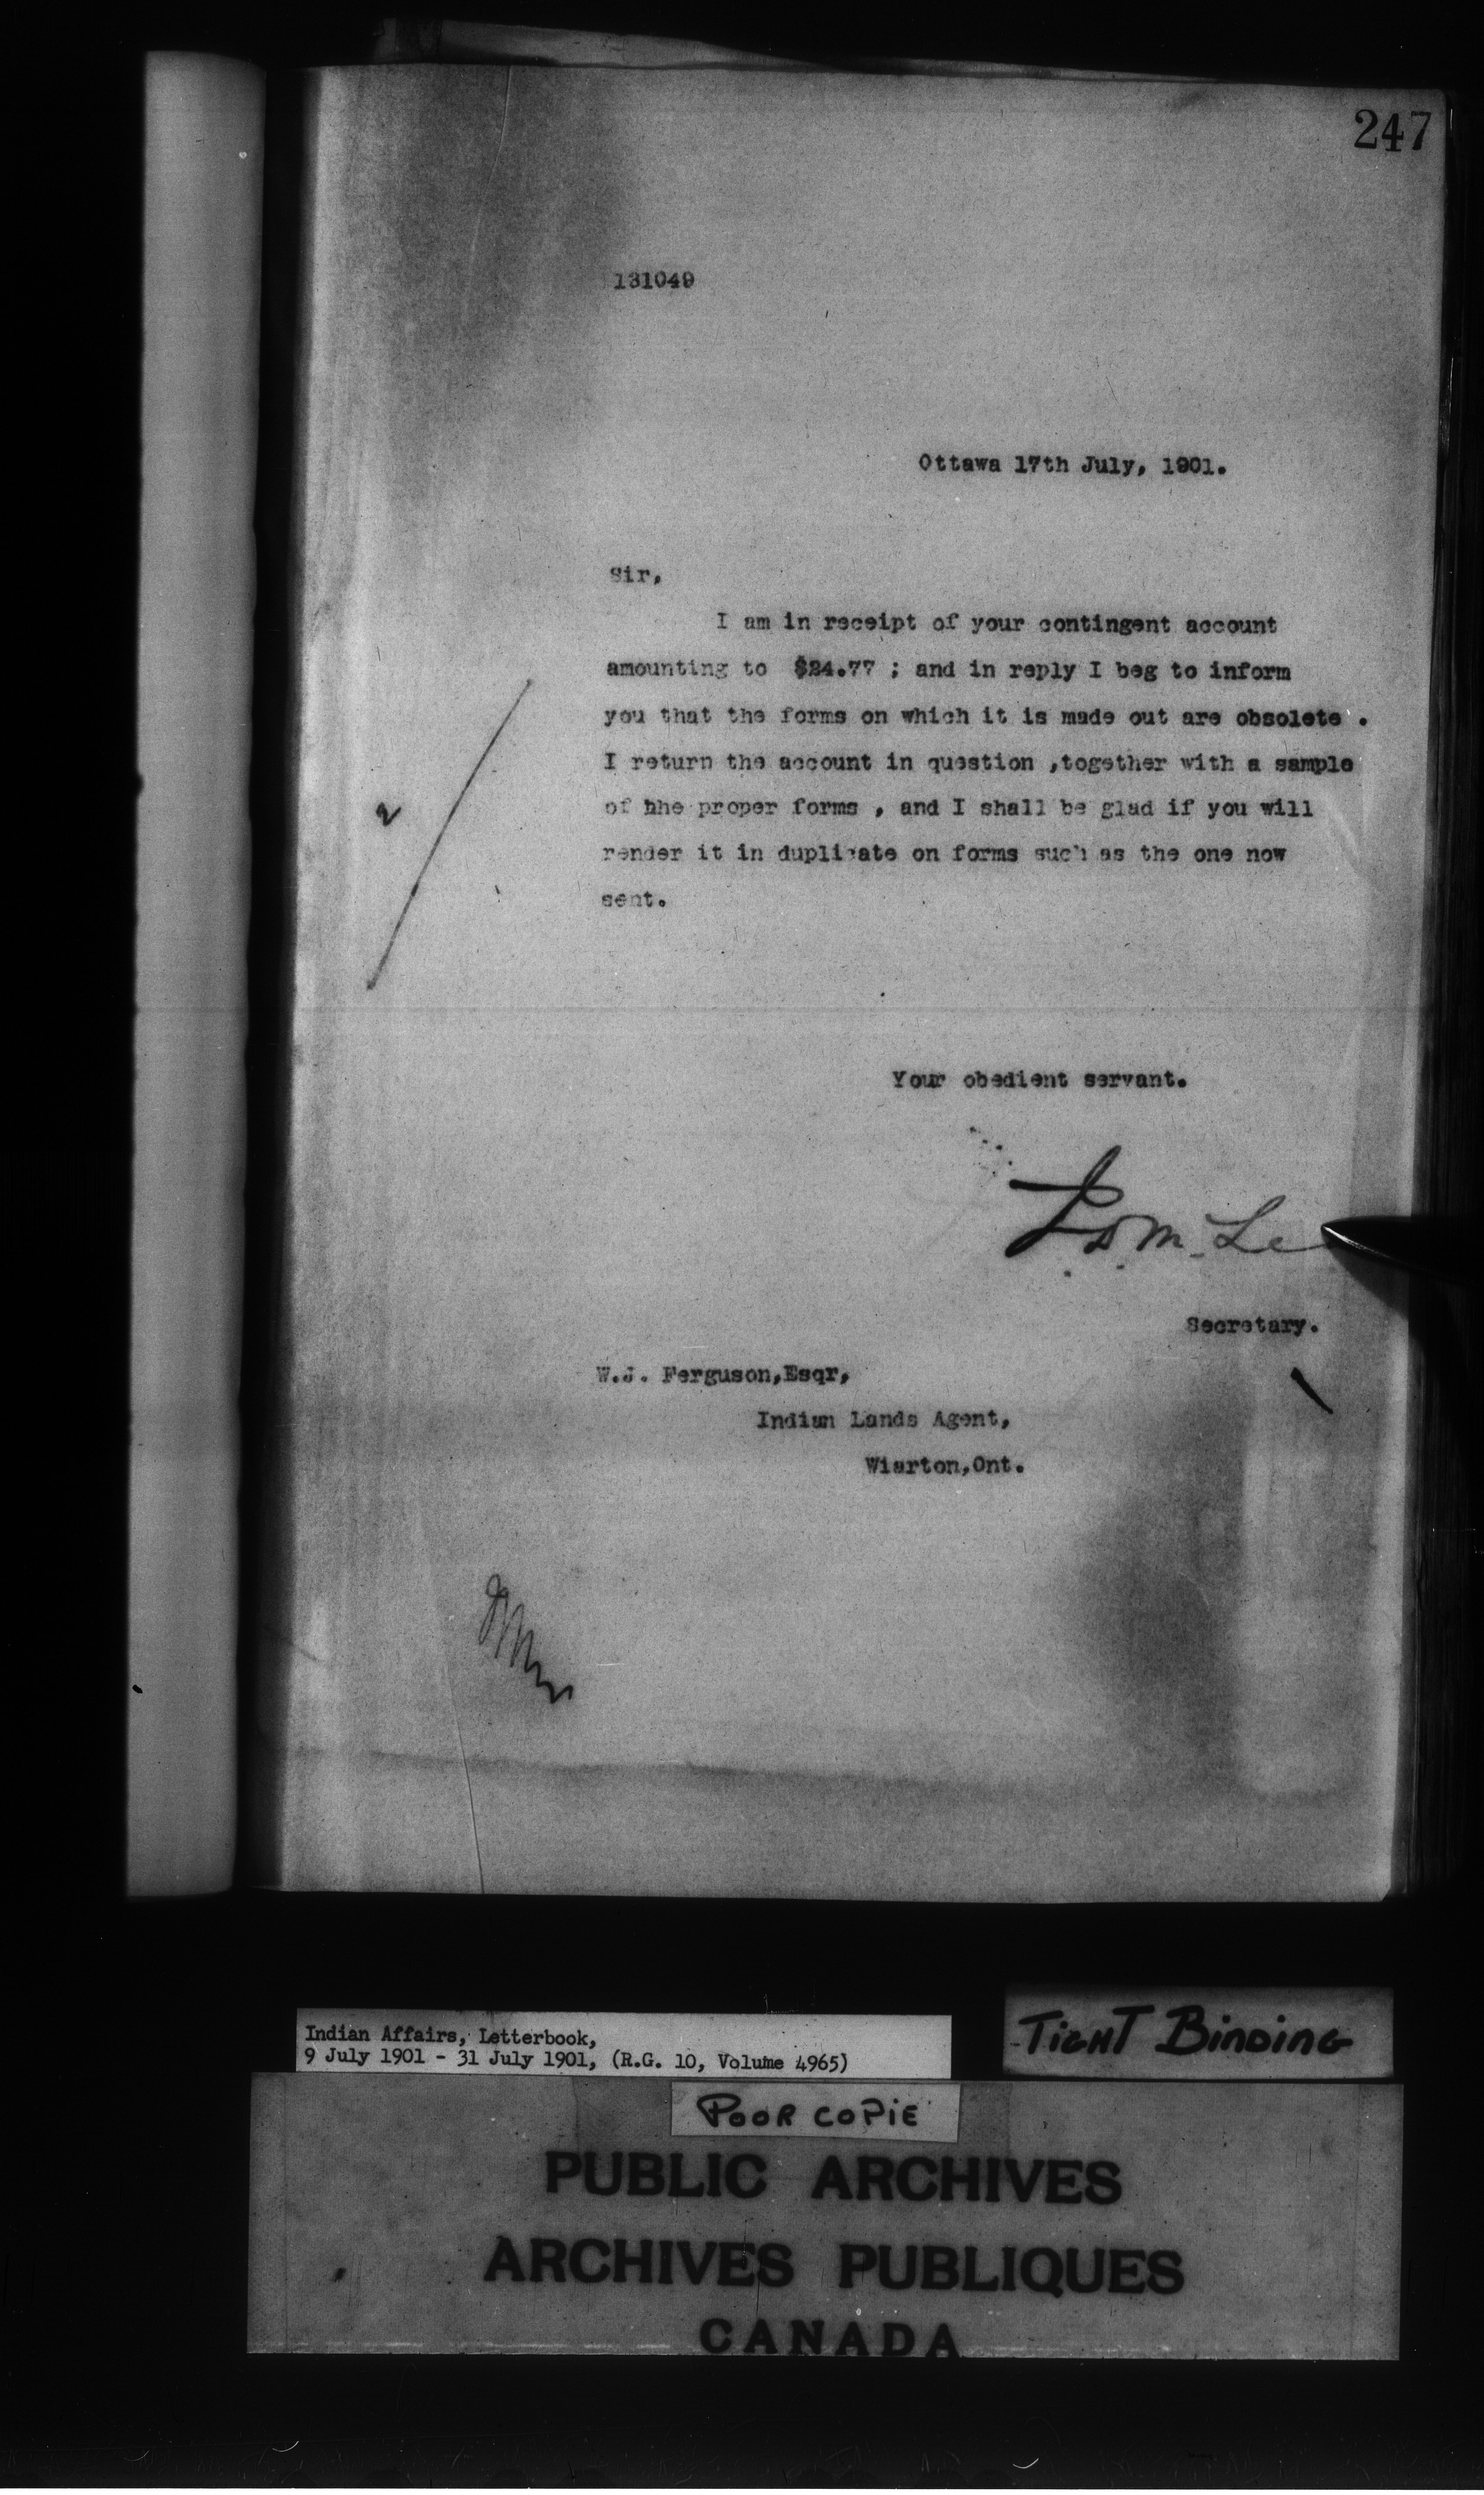 247
131049
Ottawa 17th July, 1901.
Sir,
I am in receipt of your contingent account
amounting to $24.77 ; and in reply I beg to inform
you that the forms on which it is made out are obsolete .
I return the account in question ,together with a sample
of hhe proper forms , and I shall be glad if you will
render it in duplicate on forms such as the one now
sent.
2
Your obedient servant.
Secretary.
W.J. Ferguson,Esqr,
Indian Lands Agent,
Wiarton,Ont.
Indian Affairs, Letterbook,
9 July 1901 - 31 July 1901, (R.G. 10, Volume 4965)
TIGHT BINDING
POOR COPIE
PUBLIC ARCHIVES
ARCHIVES PUBLIQUES
CANADA